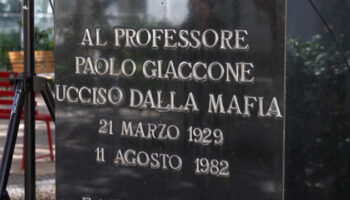 AL PROFESSORE
PAOLO GIACCONE
UCCISO DALLA MAFIA
21 MARZO 1929
11 AGOSTO 1982